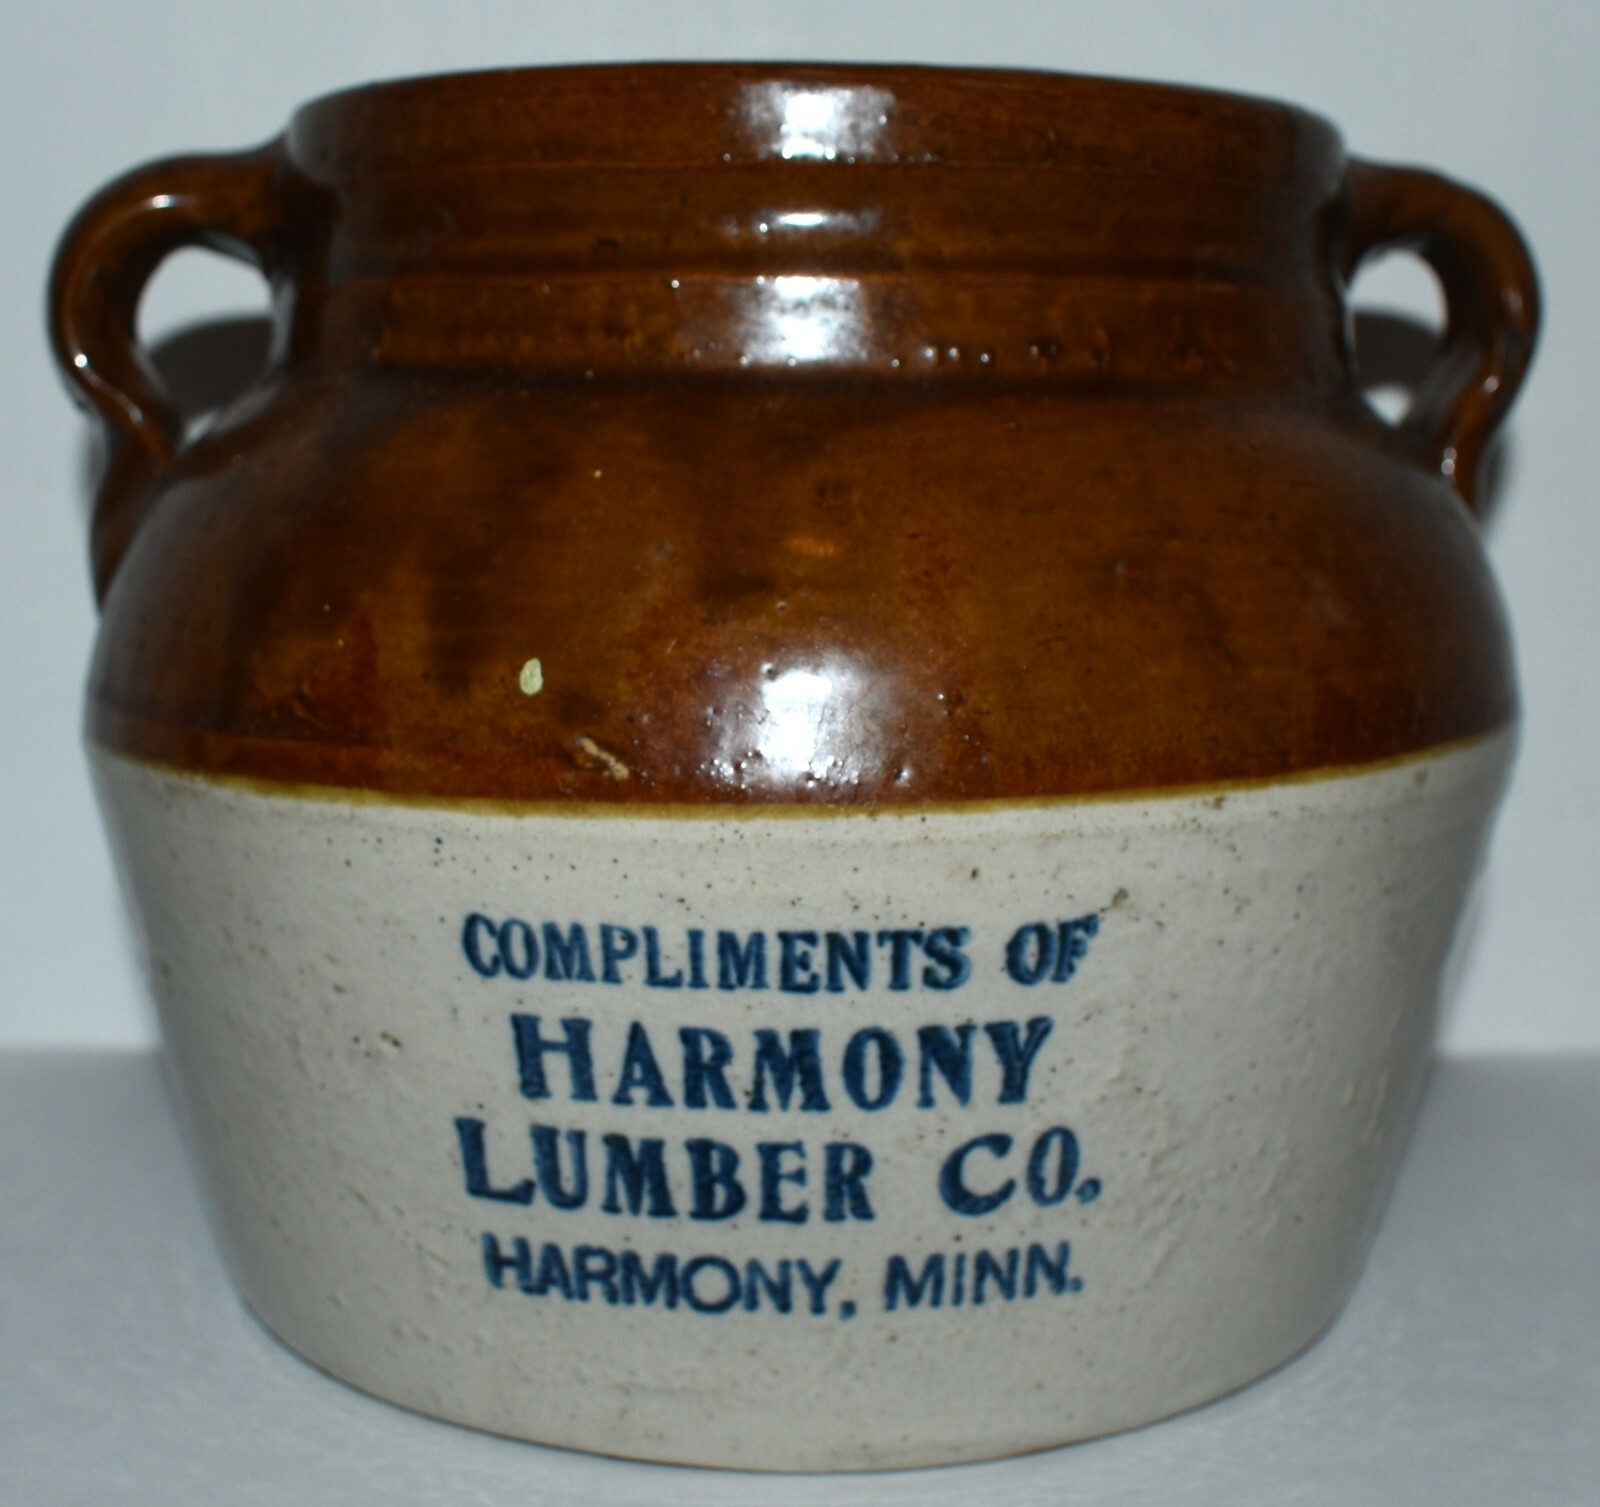 COMPLIMENTS OF
HARMONY
LUMBER CO.
HARMONY, MINN.